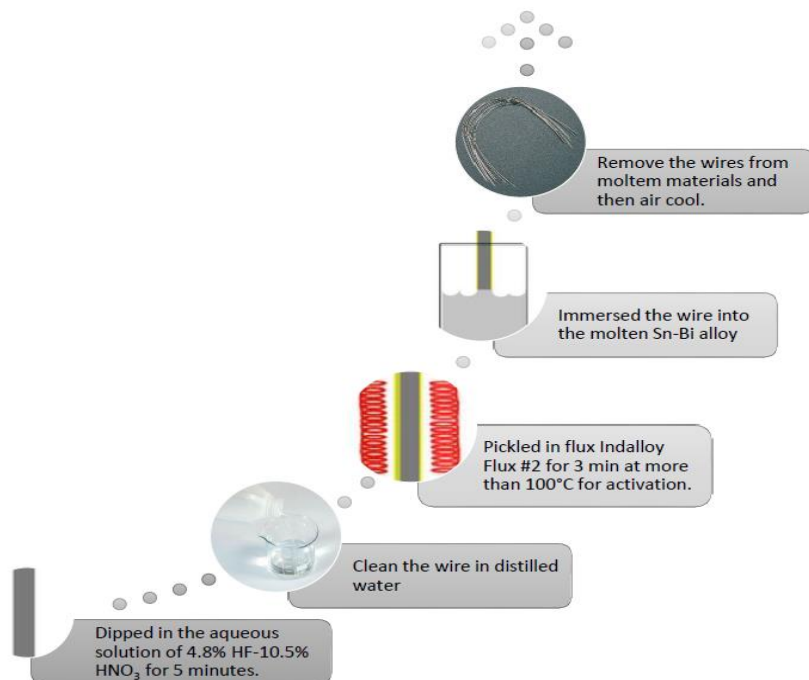 Remove the wires from
moltem materials and
then air cool.
Immersed the wire into
the molten Sn-Bi alloy
Pickled in flux Indalloy
Flux #2 for 3 min at more
than 100°C for activation.
Clean the wire in distilled
water
Dipped in the aqueous
solution of 4.8% HF-10.5%
HNO₃ for 5 minutes.